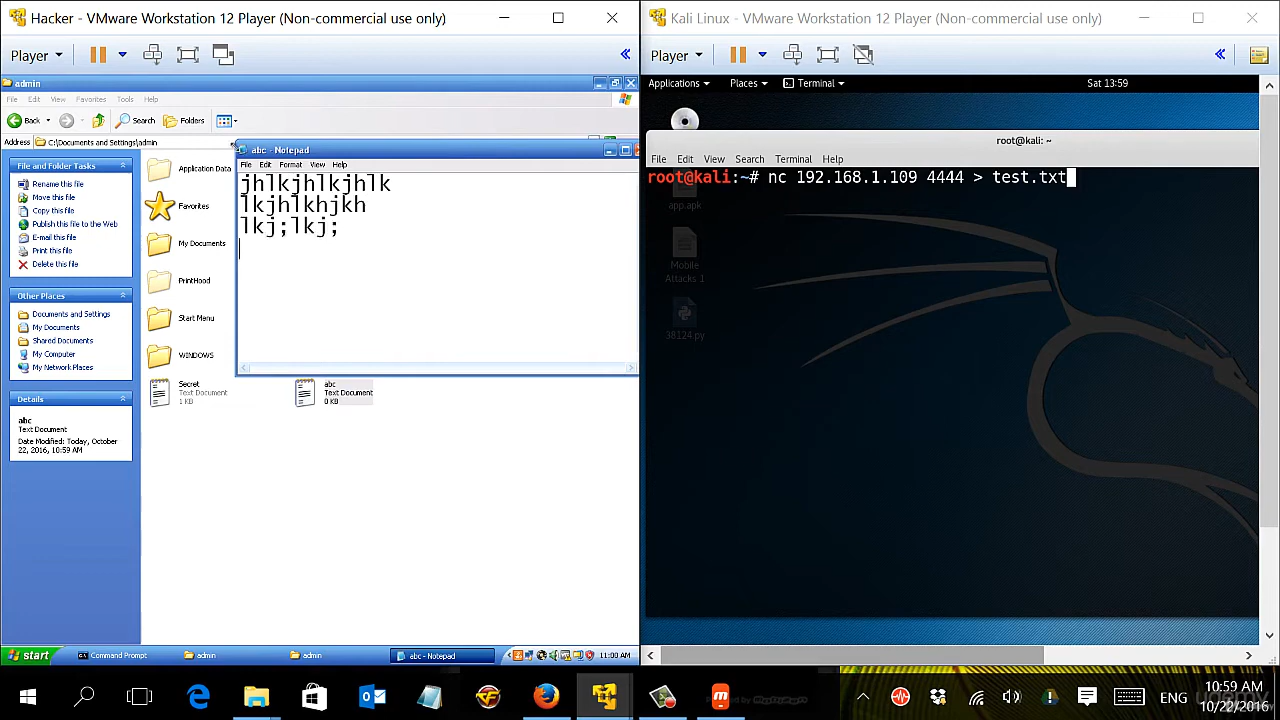 Hacker - VMware Workstation 12 Player (Non-commercial use only)
Player
admin
File Edit View Favorites Tools Help
Back Search Folders
Address C:\Documents and Settings\admin
File and Folder Tasks
Rename this file
Move this file
Copy this file
Publish this file to the Web
E-mail this file
Print this file
Delete this file
Other Places
Documents and Settings
My Documents
Shared Documents
My Computer
My Network Places
Details
abc
Text Document
Date Modified: Today, October
22, 2016, 10:59 AM
Application Data
Favorites
My Documents
PrintHood
Start Menu
WINDOWS
Secret
Text Document
1 KB
abc
Text Document
0 KB
abc - Notepad
File Edit Format View Help
jhlkjhlkjhlk
lkjhlkhjkh
lkj;lkj;
start Command Prompt admin admin abc - Notepad 11:00 AM
Kali Linux - VMware Workstation 12 Player (Non-commercial use only)
Player
Applications Places Terminal Sat 13:59
root@kali: ~
File Edit View Search Terminal Help
root@kali:~# nc 192.168.1.109 4444 > test.txt
app.apk
Mobile
Attacks 1
38124.py
ENG
10:59 AM
10/22/2016